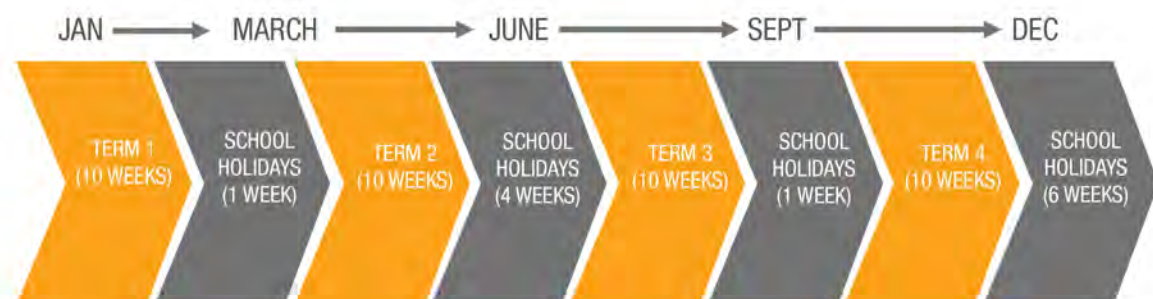 JAN MARCH JUNE SEPT DEC
TERM 1
(10 WEEKS)
SCHOOL
HOLIDAYS
(1 WEEK)
TERM 2
(10 WEEKS)
SCHOOL
HOLIDAYS
(4 WEEKS)
TERM 3
(10 WEEKS)
SCHOOL
HOLIDAYS
(1 WEEK)
TERM 4
(10 WEEKS)
SCHOOL
HOLIDAYS
(6 WEEKS)